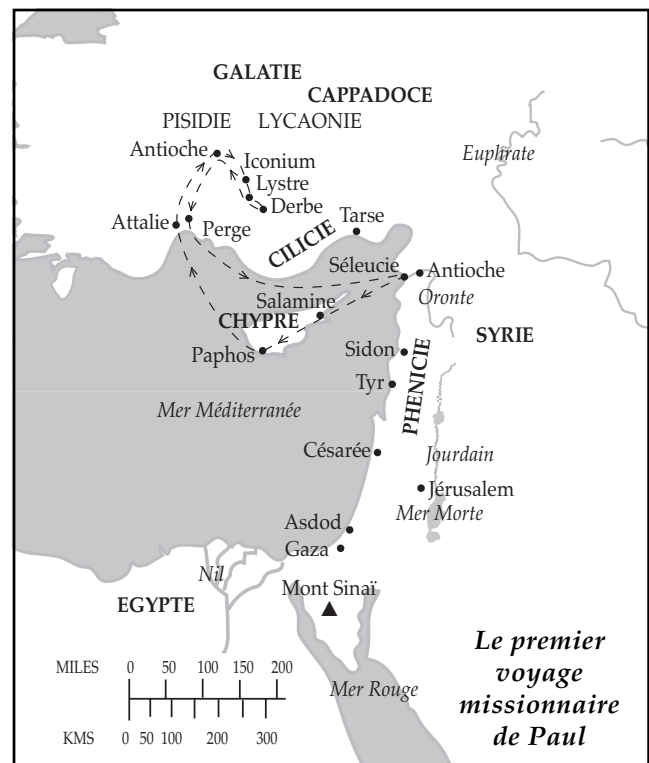 GALATIE
CAPPADOCE
PISIDIE LYCAONIE
Antioche
Iconium
Lystre
Derbe
Euphrate
Attalie
Perge
Tarse
CILICIE
Séleucie
Antioche
Oronte
Salamine
CHYPRE
SYRIE
Paphos
Sidon
Tyr
PHENICIE
Mer Méditerranée
Césarée
Jourdain
Jérusalem
Mer Morte
Asdod
Gaza
Nil
Mont Sinaï
EGYPTE
Le premier
voyage
missionnaire
de Paul
MILES 0 50 100 150 200
Mer Rouge
KMS 0 50 100 200 300